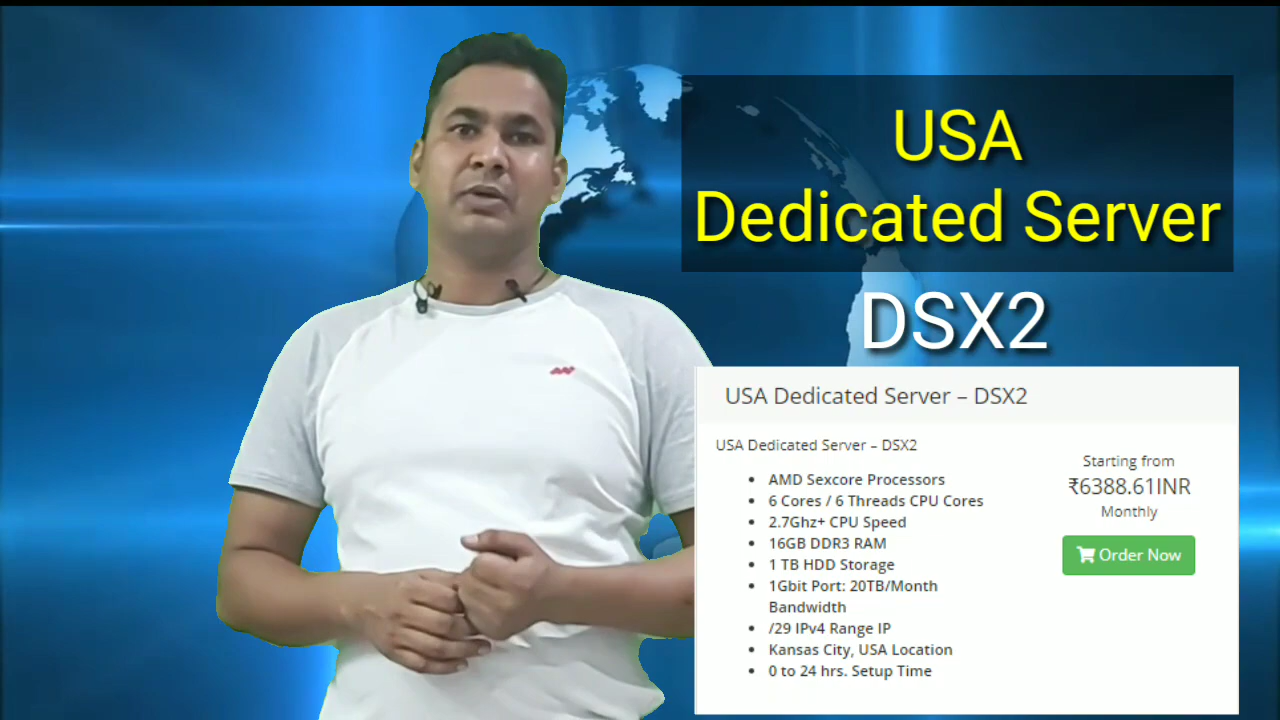 USA
Dedicated Server
DSX2
USA Dedicated Server – DSX2
USA Dedicated Server – DSX2
AMD Sexcore Processors
6 Cores / 6 Threads CPU Cores
2.7Ghz+ CPU Speed
16GB DDR3 RAM
1 TB HDD Storage
1Gbit Port: 20TB/Month
Bandwidth
/29 IPv4 Range IP
Kansas City, USA Location
0 to 24 hrs. Setup Time
Starting from
₹6388.61INR
Monthly
Order Now